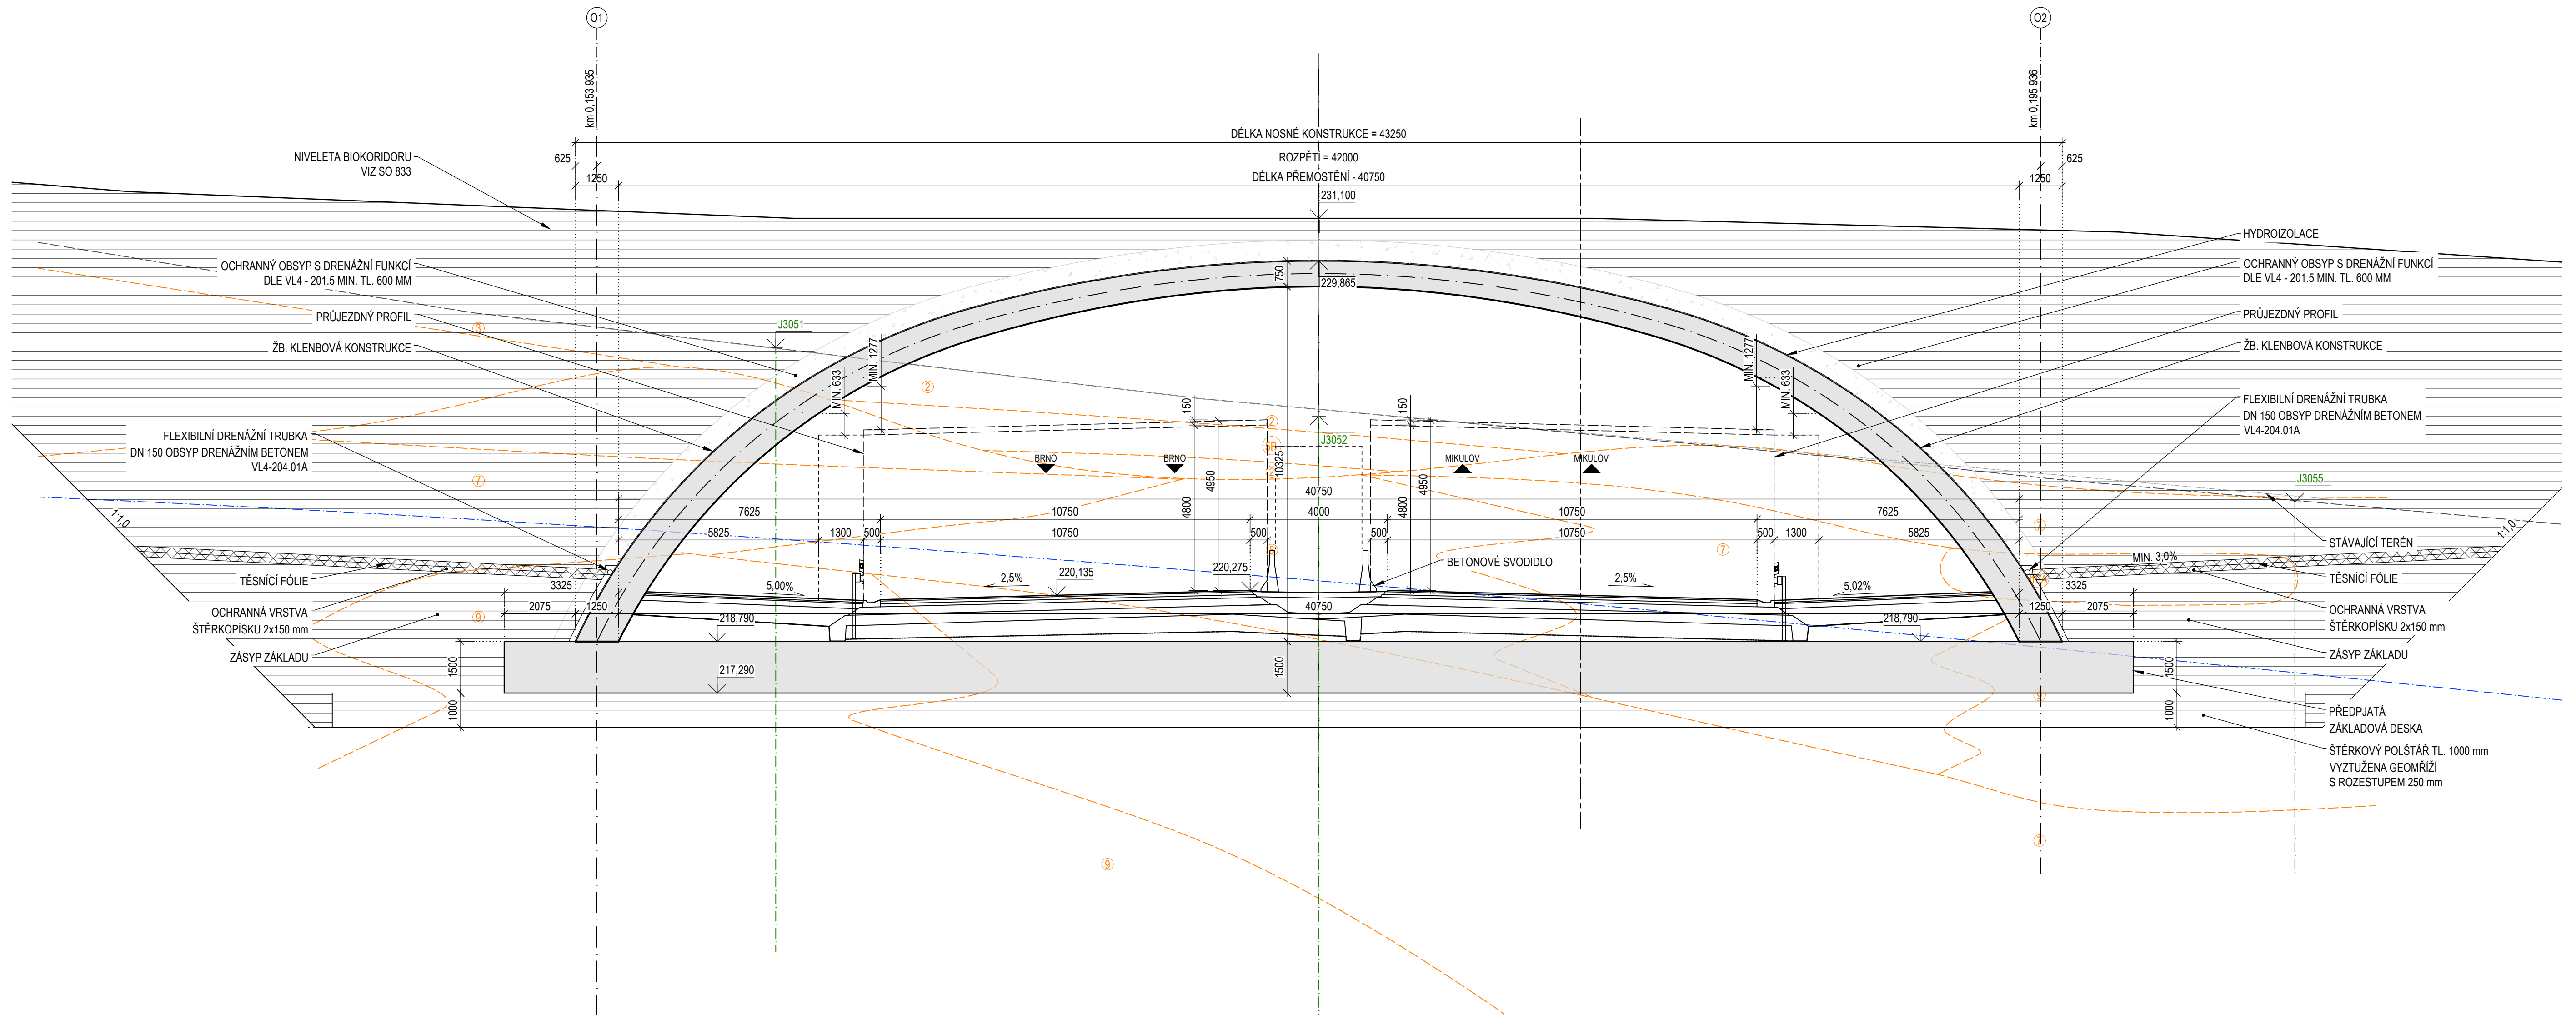 O1
O2
km 0,153 935
km 0,195 936
DÉLKA NOSNÉ KONSTRUKCE = 43250
625
ROZPĚTÍ = 42000
625
1250
DÉLKA PŘEMOSTĚNÍ - 40750
1250
231,100
NIVELETA BIOKORIDORU
VIZ SO 833
OCHRANNÝ OBSYP S DRENÁŽNÍ FUNKCÍ
DLE VL4 - 201.5 MIN. TL. 600 MM
PRŮJEZDNÝ PROFIL
ŽB. KLENBOVÁ KONSTRUKCE
FLEXIBILNÍ DRENÁŽNÍ TRUBKA
DN 150 OBSYP DRENÁŽNÍM BETONEM
VL4-204.01A
1:1,0
TĚSNÍCÍ FÓLIE
OCHRANNÁ VRSTVA
ŠTĚRKOPÍSKU 2x150 mm
ZÁSYP ZÁKLADU
HYDROIZOLACE
OCHRANNÝ OBSYP S DRENÁŽNÍ FUNKCÍ
DLE VL4 - 201.5 MIN. TL. 600 MM
PRŮJEZDNÝ PROFIL
ŽB. KLENBOVÁ KONSTRUKCE
FLEXIBILNÍ DRENÁŽNÍ TRUBKA
DN 150 OBSYP DRENÁŽNÍM BETONEM
VL4-204.01A
J3055
1:1,0
STÁVAJÍCÍ TERÉN
MIN. 3,0%
TĚSNÍCÍ FÓLIE
OCHRANNÁ VRSTVA
ŠTĚRKOPÍSKU 2x150 mm
ZÁSYP ZÁKLADU
PŘEDPJATÁ
ZÁKLADOVÁ DESKA
ŠTĚRKOVÝ POLŠTÁŘ TL. 1000 mm
VYZTUŽENA GEOMŘÍŽÍ
S ROZESTUPEM 250 mm
750
229,865
J3051
3
2
MIN. 1277
MIN. 633
MIN. 1277
MIN. 633
150
150
2
J3052
BRNO
BRNO
MIKULOV
MIKULOV
10325
4950
4800
4950
4800
7
40750
7625
10750
4000
10750
7625
5825
1300
500
10750
500
500
10750
500
1300
5825
7
7
BETONOVÉ SVODIDLO
5,00%
2,5%
220,135
220,275
2,5%
5,02%
3325
3325
2075
1250
40750
1250
2075
9
218,790
218,790
217,290
1500
1500
1500
1000
1000
9
7